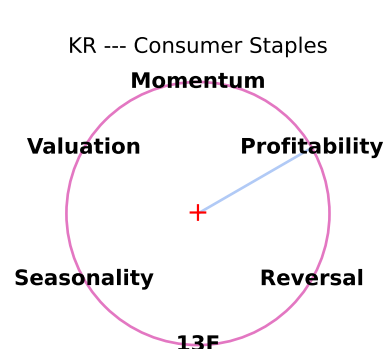 KR --- Consumer Staples
Momentum
Valuation
Profitability
Seasonality
Reversal
13F